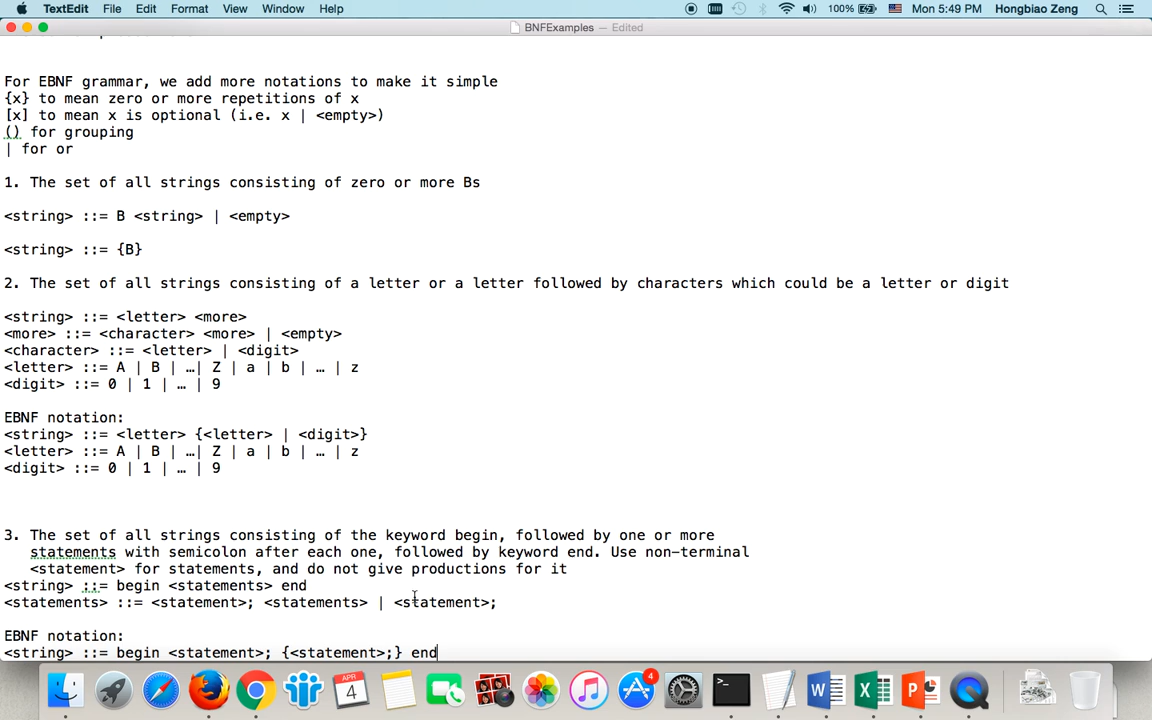 TextEdit File Edit Format View Window Help 100% Mon 5:49 PM Hongbiao Zeng
BNFExamples — Edited
For EBNF grammar, we add more notations to make it simple
{x} to mean zero or more repetitions of x
[x] to mean x is optional (i.e. x | <empty>)
() for grouping
| for or
1. The set of all strings consisting of zero or more Bs
<string> ::= B <string> | <empty>
<string> ::= {B}
2. The set of all strings consisting of a letter or a letter followed by characters which could be a letter or digit
<string> ::= <letter> <more>
<more> ::= <character> <more> | <empty>
<character> ::= <letter> | <digit>
<letter> ::= A | B | …| Z | a | b | … | z
<digit> ::= 0 | 1 | … | 9
EBNF notation:
<string> ::= <letter> {<letter> | <digit>}
<letter> ::= A | B | …| Z | a | b | … | z
<digit> ::= 0 | 1 | … | 9
3. The set of all strings consisting of the keyword begin, followed by one or more
statements with semicolon after each one, followed by keyword end. Use non-terminal
<statement> for statements, and do not give productions for it
<string> ::= begin <statements> end
<statements> ::= <statement>; <statements> | <statement>;
EBNF notation:
<string> ::= begin <statement>; {<statement>;} end
APR
4
4